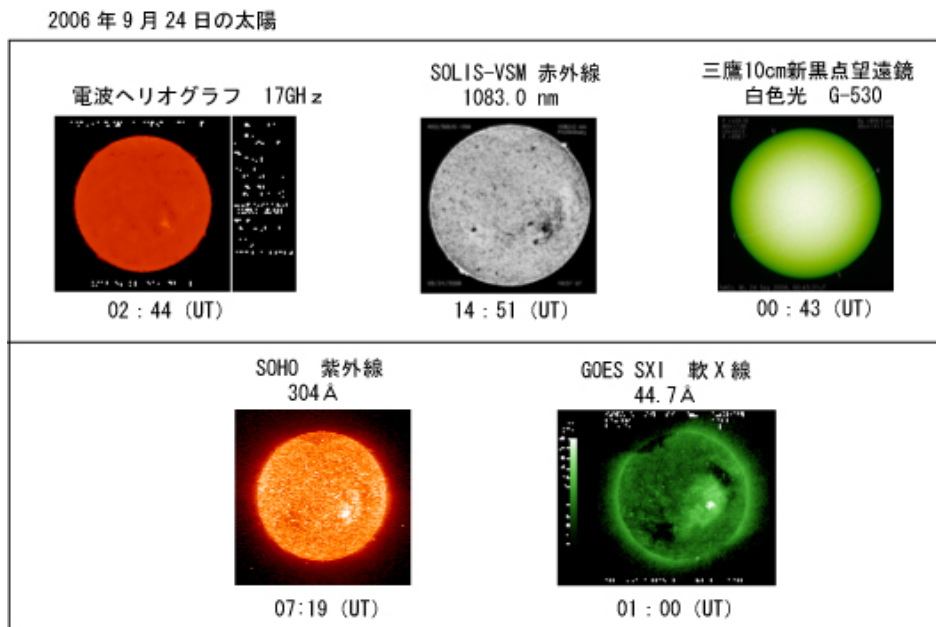 2006年9月24日の太陽
電波ヘリオグラフ 17GHz
02：44 (UT)
SOLIS-VSM 赤外線
1083.0 nm
14：51 (UT)
三鷹10cm新黒点望遠鏡
白色光 G-530
00：43 (UT)
SOHO 紫外線
304Å
07:19 (UT)
GOES SXI 軟X線
44.7Å
01：00 (UT)